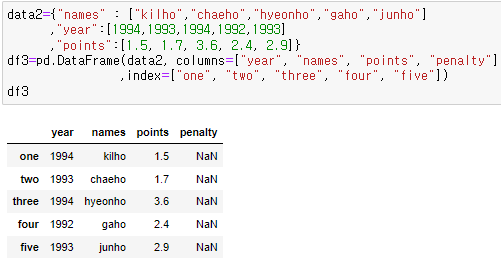 data2={"names" : ["kilho","chaeho","hyeonho","gaho","junho"]
,"year":[1994,1993,1994,1992,1993]
,"points":[1.5, 1.7, 3.6, 2.4, 2.9]}
df3=pd.DataFrame(data2, columns=["year", "names", "points", "penalty"]
,index=["one", "two", "three", "four", "five"])
df3
year names points penalty
one 1994 kilho 1.5 NaN
two 1993 chaeho 1.7 NaN
three 1994 hyeonho 3.6 NaN
four 1992 gaho 2.4 NaN
five 1993 junho 2.9 NaN